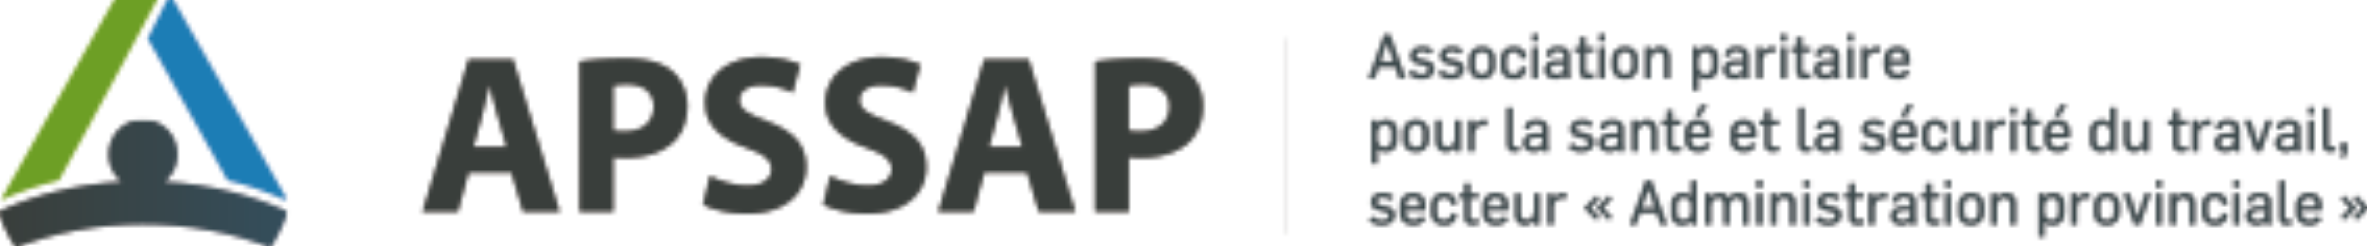 APSSAP
Association paritaire
pour la santé et la sécurité du travail,
secteur « Administration provinciale »